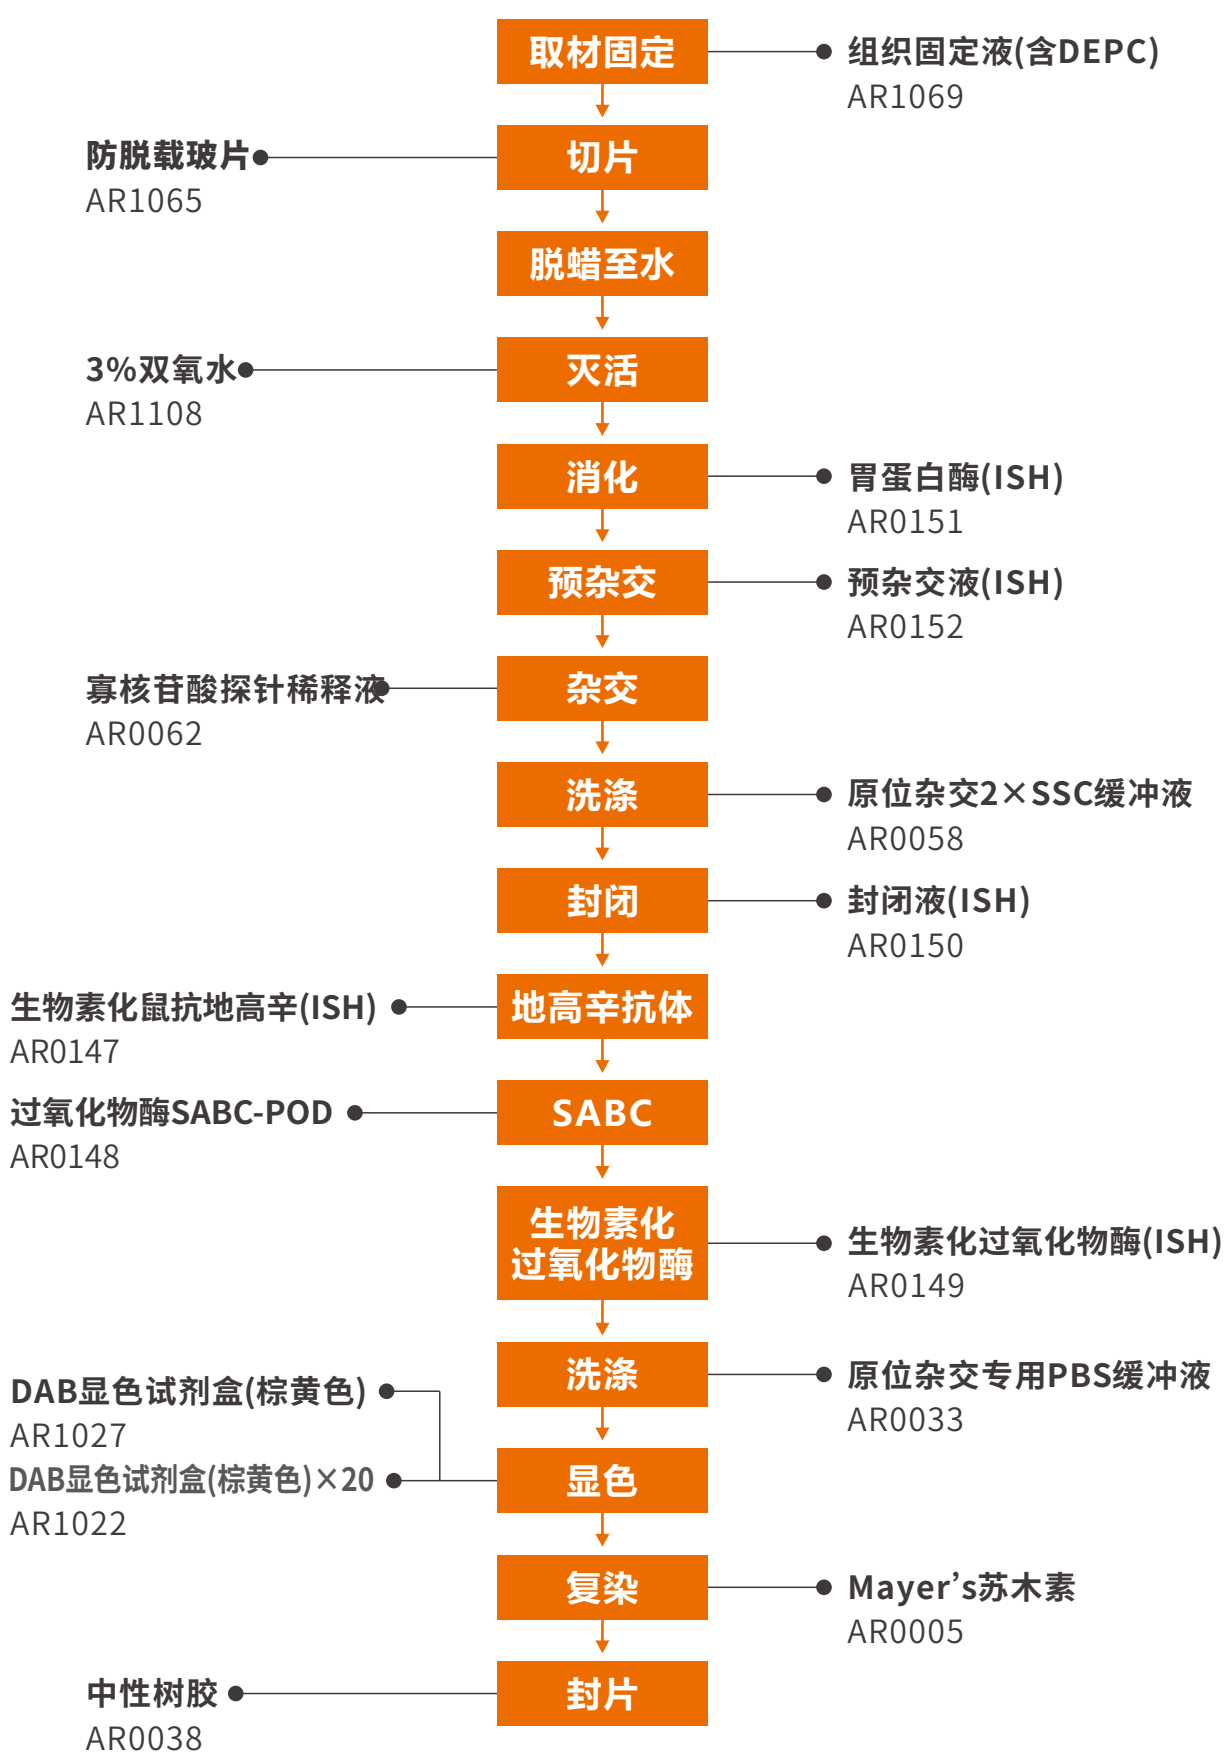 取材固定
组织固定液(含DEPC)
AR1069
防脱载玻片
AR1065
切片
脱蜡至水
3%双氧水
AR1108
灭活
消化
胃蛋白酶(ISH)
AR0151
预杂交
预杂交液(ISH)
AR0152
寡核苷酸探针稀释液
AR0062
杂交
洗涤
原位杂交2×SSC缓冲液
AR0058
封闭
封闭液(ISH)
AR0150
生物素化鼠抗地高辛(ISH)
AR0147
地高辛抗体
过氧化物酶SABC-POD
AR0148
SABC
生物素化
过氧化物酶
生物素化过氧化物酶(ISH)
AR0149
洗涤
原位杂交专用PBS缓冲液
AR0033
DAB显色试剂盒(棕黄色)
AR1027
DAB显色试剂盒(棕黄色)×20
AR1022
显色
复染
Mayer’s苏木素
AR0005
中性树胶
AR0038
封片